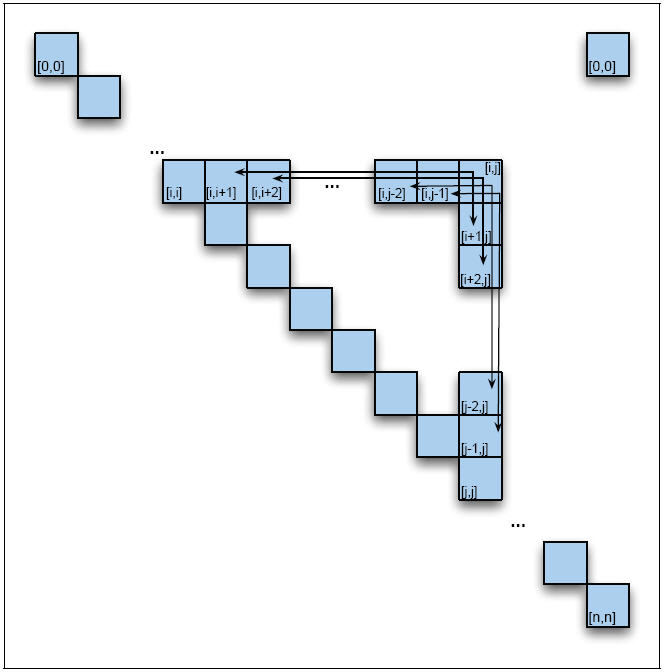 [0,0]
[0,0]
...
[i,j]
[i,i]
[i,i+1]
[i,i+2]
...
[i,j-2]
[i,j-1]
[i+1,j]
[i+2,j]
[j-2,j]
[j-1,j]
[j,j]
...
[n,n]